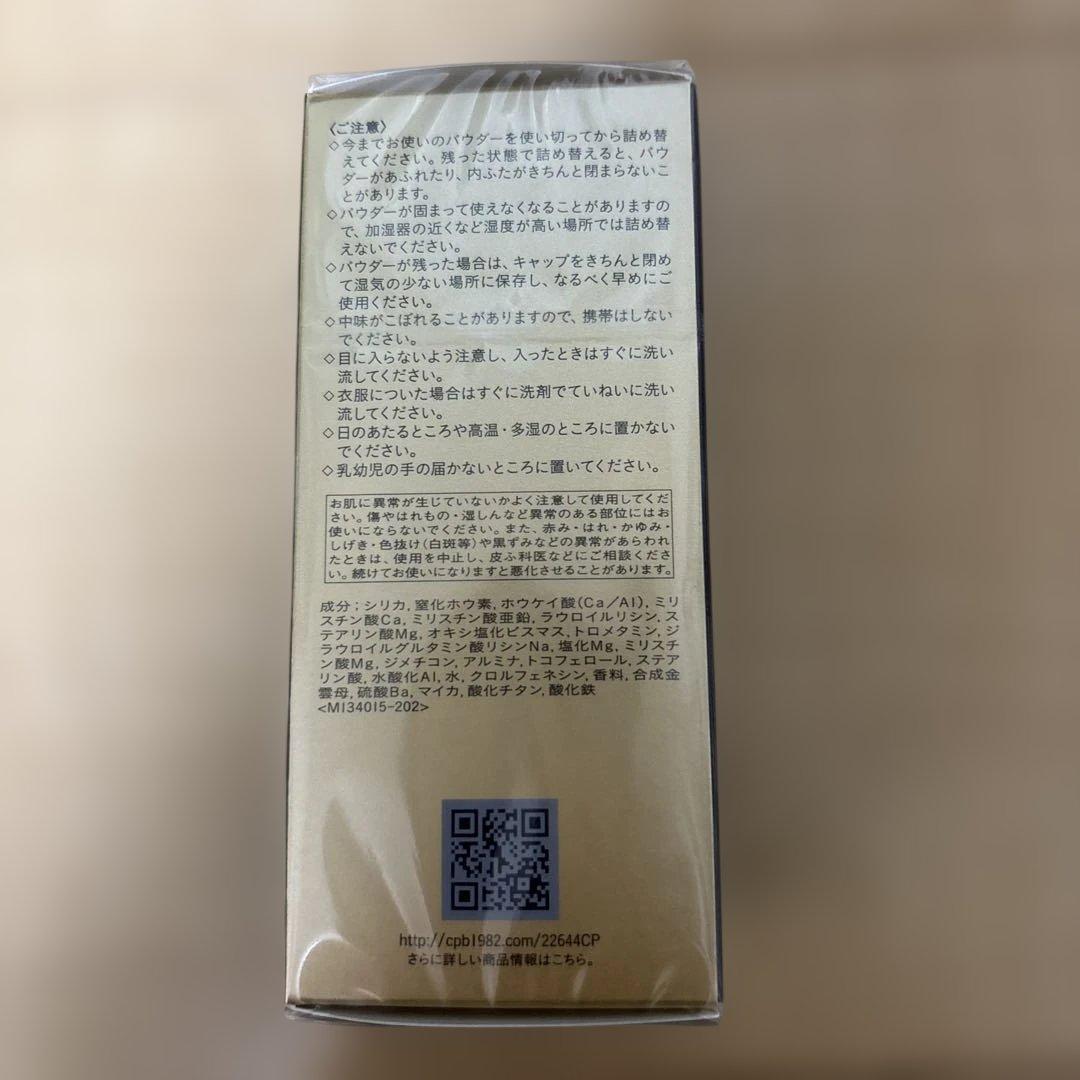 〈ご注意〉
◇今までお使いのパウダーを使い切ってから詰め替
えてください。残った状態で詰め替えると、パウ
ダーがあふれたり、内ふたがきちんと閉まらないこ
とがあります。
◇パウダーが固まって使えなくなることがありますの
で、加湿器の近くなど湿度が高い場所では詰め替
えないでください。
◇パウダーが残った場合は、キャップをきちんと閉め
て湿気の少ない場所に保存し、なるべく早めにご
使用ください。
◇中味がこぼれることがありますので、携帯はしない
でください。
◇目に入らないよう注意し、入ったときはすぐに洗い
流してください。
◇衣服についた場合はすぐに洗剤でていねいに洗い
流してください。
◇日のあたるところや高温・多湿のところに置かない
でください。
◇乳幼児の手の届かないところに置いてください。
お肌に異常が生じていないかよく注意して使用してくだ
さい。傷やはれもの・湿しんなど異常のある部位にはお
使いにならないでください。また、赤み・はれ・かゆみ・
しげき・色抜け(白斑等)や黒ずみなどの異常があらわれ
たときは、使用を中止し、皮ふ科医などにご相談くださ
い。続けてお使いになりますと悪化させることがあります。
成分;シリカ,窒化ホウ素,ホウケイ酸(Ca/Al),ミリ
スチン酸Ca,ミリスチン酸亜鉛,ラウロイルリシン,ス
テアリン酸Mg,オキシ塩化ビスマス,トロメタミン,ジ
ラウロイルグルタミン酸リシンNa,塩化Mg,ミリスチ
ン酸Mg,ジメチコン,アルミナ,トコフェロール,ステア
リン酸,水酸化Al,水,クロルフェネシン,香料,合成金
雲母,硫酸Ba,マイカ,酸化チタン,酸化鉄
<M134015-202>
http://cpb1982.com/22644CP
さらに詳しい商品情報はこちら。